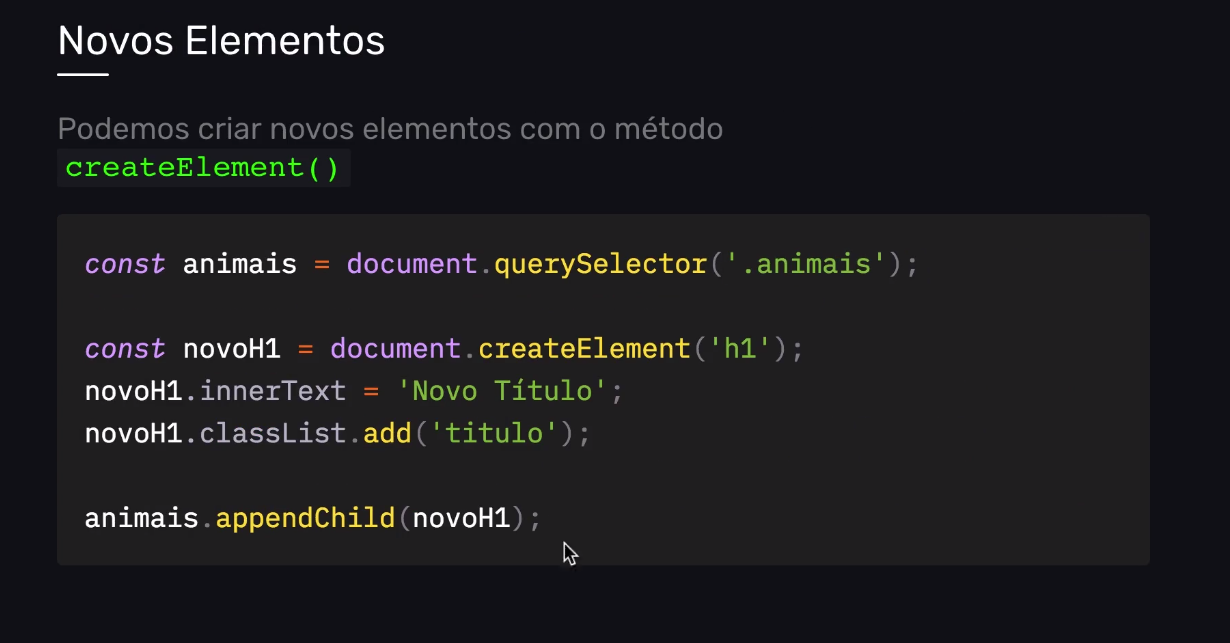 Novos Elementos
Podemos criar novos elementos com o método
createElement()
const animais = document.querySelector('.animais');
const novoH1 = document.createElement('h1');
novoH1.innerText = 'Novo Título';
novoH1.classList.add('titulo');
animais.appendChild(novoH1);